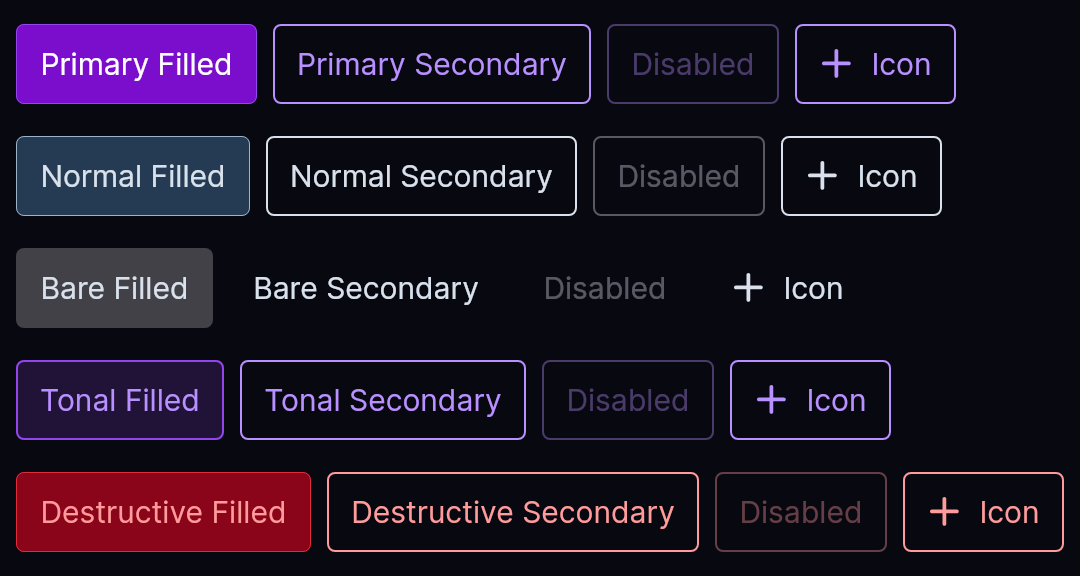 Primary Filled Primary Secondary Disabled + Icon
Normal Filled Normal Secondary Disabled + Icon
Bare Filled Bare Secondary Disabled + Icon
Tonal Filled Tonal Secondary Disabled + Icon
Destructive Filled Destructive Secondary Disabled + Icon